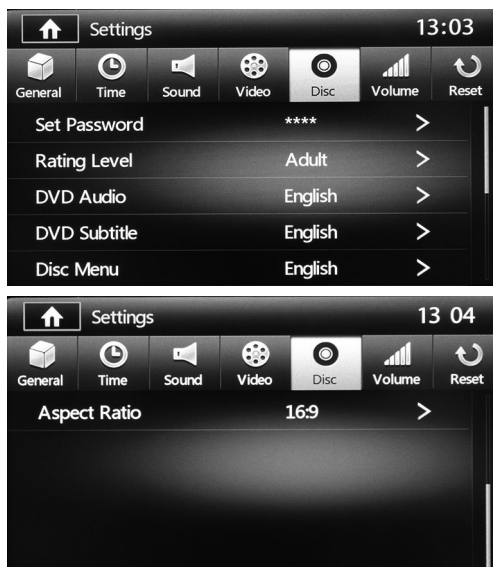 Settings 13:03
General Time Sound Video Disc Volume Reset
Set Password **** >
Rating Level Adult >
DVD Audio English >
DVD Subtitle English >
Disc Menu English >
Settings 13 04
General Time Sound Video Disc Volume Reset
Aspect Ratio 16:9 >